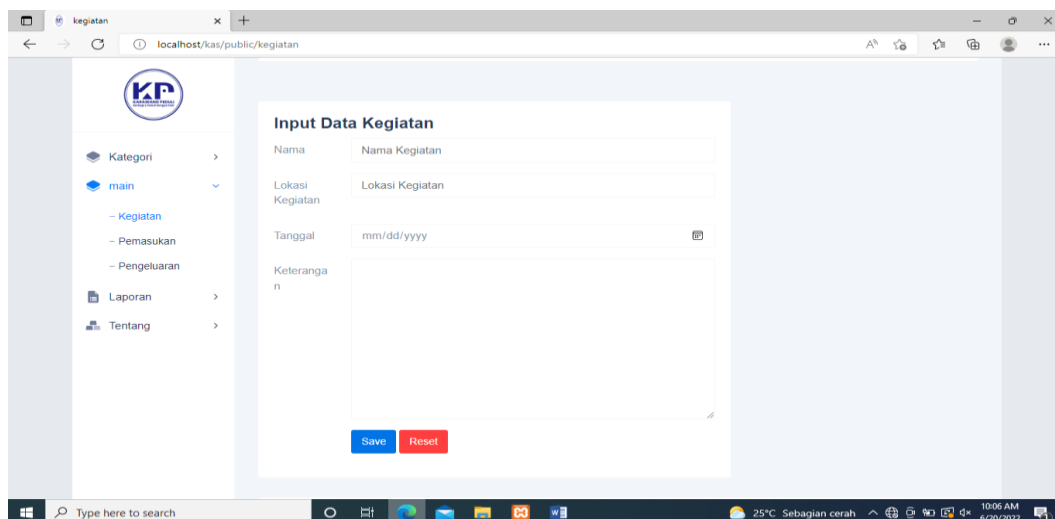 kegiatan
localhost/kas/public/kegiatan
KP
Input Data Kegiatan
Nama
Nama Kegiatan
Kategori
main
Lokasi
Kegiatan
Lokasi Kegiatan
- Kegiatan
Tanggal
mm/dd/yyyy
- Pemasukan
- Pengeluaran
Keteranga
n
Laporan
Tentang
Save
Reset
Type here to search
25°C Sebagian cerah
10:06 AM